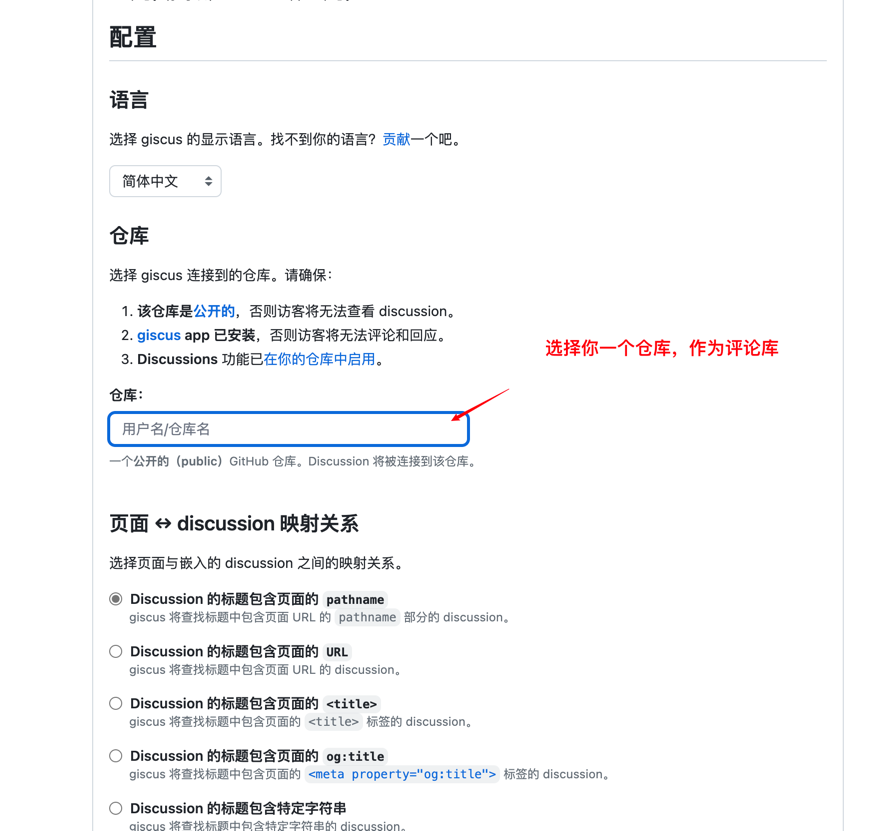 配置
语言
选择 giscus 的显示语言。找不到你的语言？贡献一个吧。
简体中文
仓库
选择 giscus 连接到的仓库。请确保：
1. 该仓库是公开的，否则访客将无法查看 discussion。
2. giscus app 已安装，否则访客将无法评论和回应。
3. Discussions 功能已在你的仓库中启用。
选择你一个仓库，作为评论库
仓库：
用户名/仓库名
一个公开的（public）GitHub 仓库。Discussion 将被连接到该仓库。
页面 ↔ discussion 映射关系
选择页面与嵌入的 discussion 之间的映射关系。
Discussion 的标题包含页面的 pathname
giscus 将查找标题中包含页面 URL 的 pathname 部分的 discussion。
Discussion 的标题包含页面的 URL
giscus 将查找标题中包含页面 URL 的 discussion。
Discussion 的标题包含页面的 <title>
giscus 将查找标题中包含页面的 <title> 标签的 discussion。
Discussion 的标题包含页面的 og:title
giscus 将查找标题中包含页面的 <meta property="og:title"> 标签的 discussion。
Discussion 的标题包含特定字符串
giscus 将查找标题中包含特定字符串的 discussion。